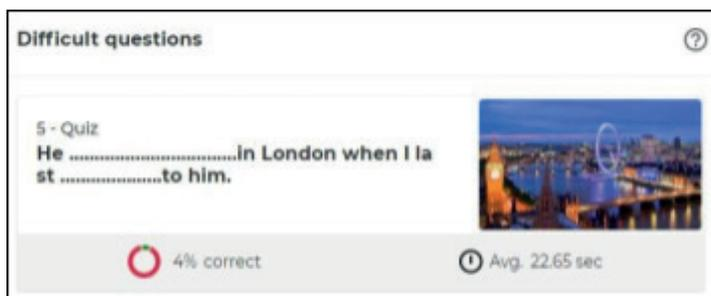 Difficult questions
5 - Quiz
He ..................................in London when I la
st .....................to him.
4% correct
Avg. 22.65 sec